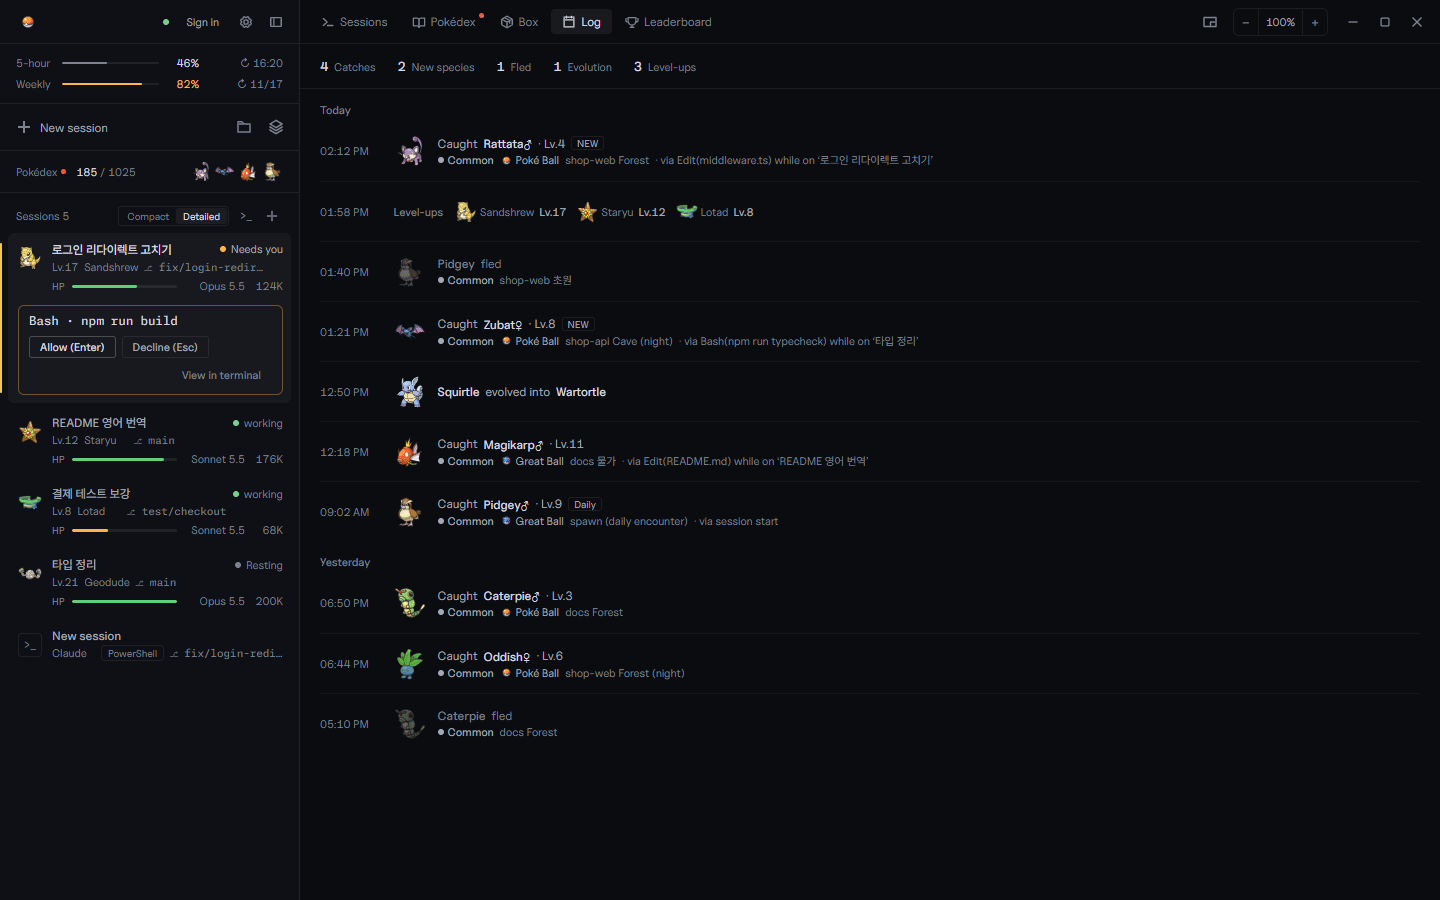 Sign in
5-hour 46% 16:20
Weekly 82% 11/17
New session
Pokédex 185 / 1025
Sessions 5 Compact Detailed >_
로그인 리다이렉트 고치기 Needs you
Lv.17 Sandshrew fix/login-redir…
HP Opus 5.5 124K
Bash · npm run build
Allow (Enter) Decline (Esc)
View in terminal
README 영어 번역 working
Lv.12 Staryu main
HP Sonnet 5.5 176K
결제 테스트 보강 working
Lv.8 Lotad test/checkout
HP Sonnet 5.5 68K
타입 정리 Resting
Lv.21 Geodude main
HP Opus 5.5 200K
New session
>_ Claude PowerShell fix/login-redi…
Sessions Pokédex Box Log Leaderboard − 100% +
4 Catches 2 New species 1 Fled 1 Evolution 3 Level-ups
Today
02:12 PM Caught Rattata♂ · Lv.4 NEW
Common Poké Ball shop-web Forest · via Edit(middleware.ts) while on ‘로그인 리다이렉트 고치기’
01:58 PM Level-ups Sandshrew Lv.17 Staryu Lv.12 Lotad Lv.8
01:40 PM Pidgey fled
Common shop-web 초원
01:21 PM Caught Zubat♀ · Lv.8 NEW
Common Poké Ball shop-api Cave (night) · via Bash(npm run typecheck) while on ‘타입 정리’
12:50 PM Squirtle evolved into Wartortle
12:18 PM Caught Magikarp♂ · Lv.11
Common Great Ball docs 물가 · via Edit(README.md) while on ‘README 영어 번역’
09:02 AM Caught Pidgey♂ · Lv.9 Daily
Common Great Ball spawn (daily encounter) · via session start
Yesterday
06:50 PM Caught Caterpie♂ · Lv.3
Common Poké Ball docs Forest
06:44 PM Caught Oddish♀ · Lv.6
Common Poké Ball shop-web Forest (night)
05:10 PM Caterpie fled
Common docs Forest